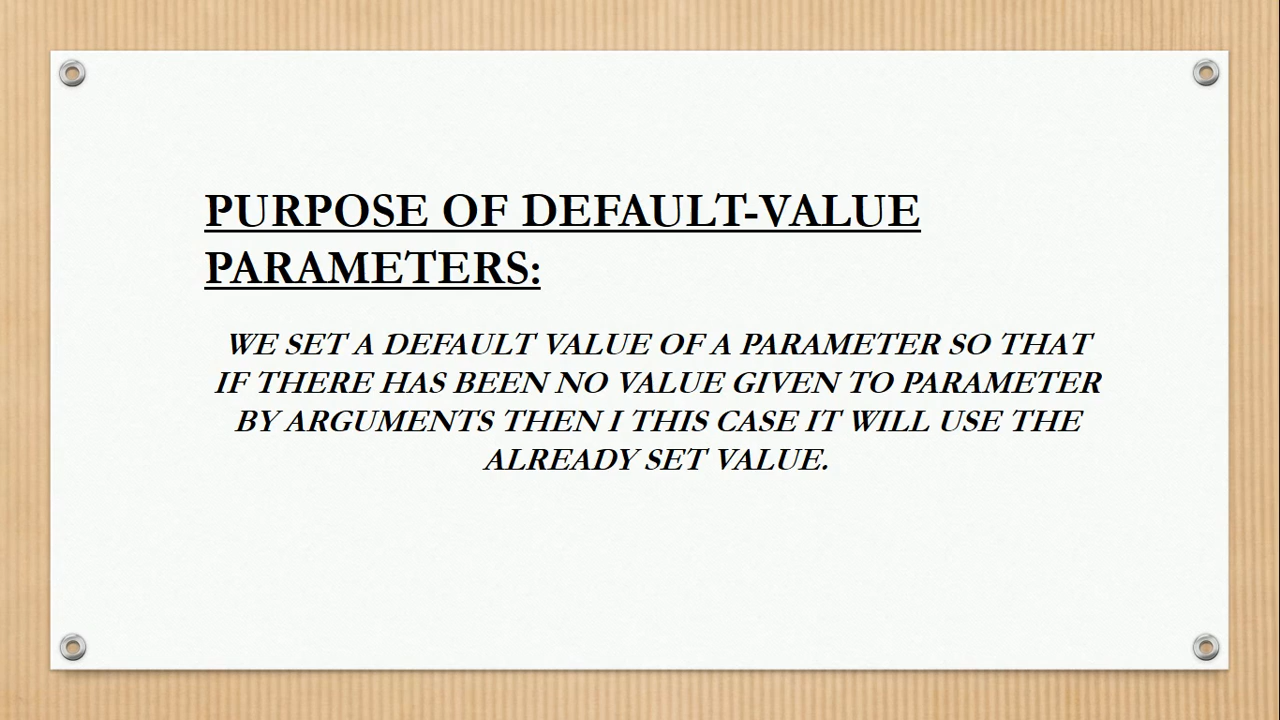 PURPOSE OF DEFAULT-VALUE
PARAMETERS:
WE SET A DEFAULT VALUE OF A PARAMETER SO THAT
IF THERE HAS BEEN NO VALUE GIVEN TO PARAMETER
BY ARGUMENTS THEN I THIS CASE IT WILL USE THE
ALREADY SET VALUE.